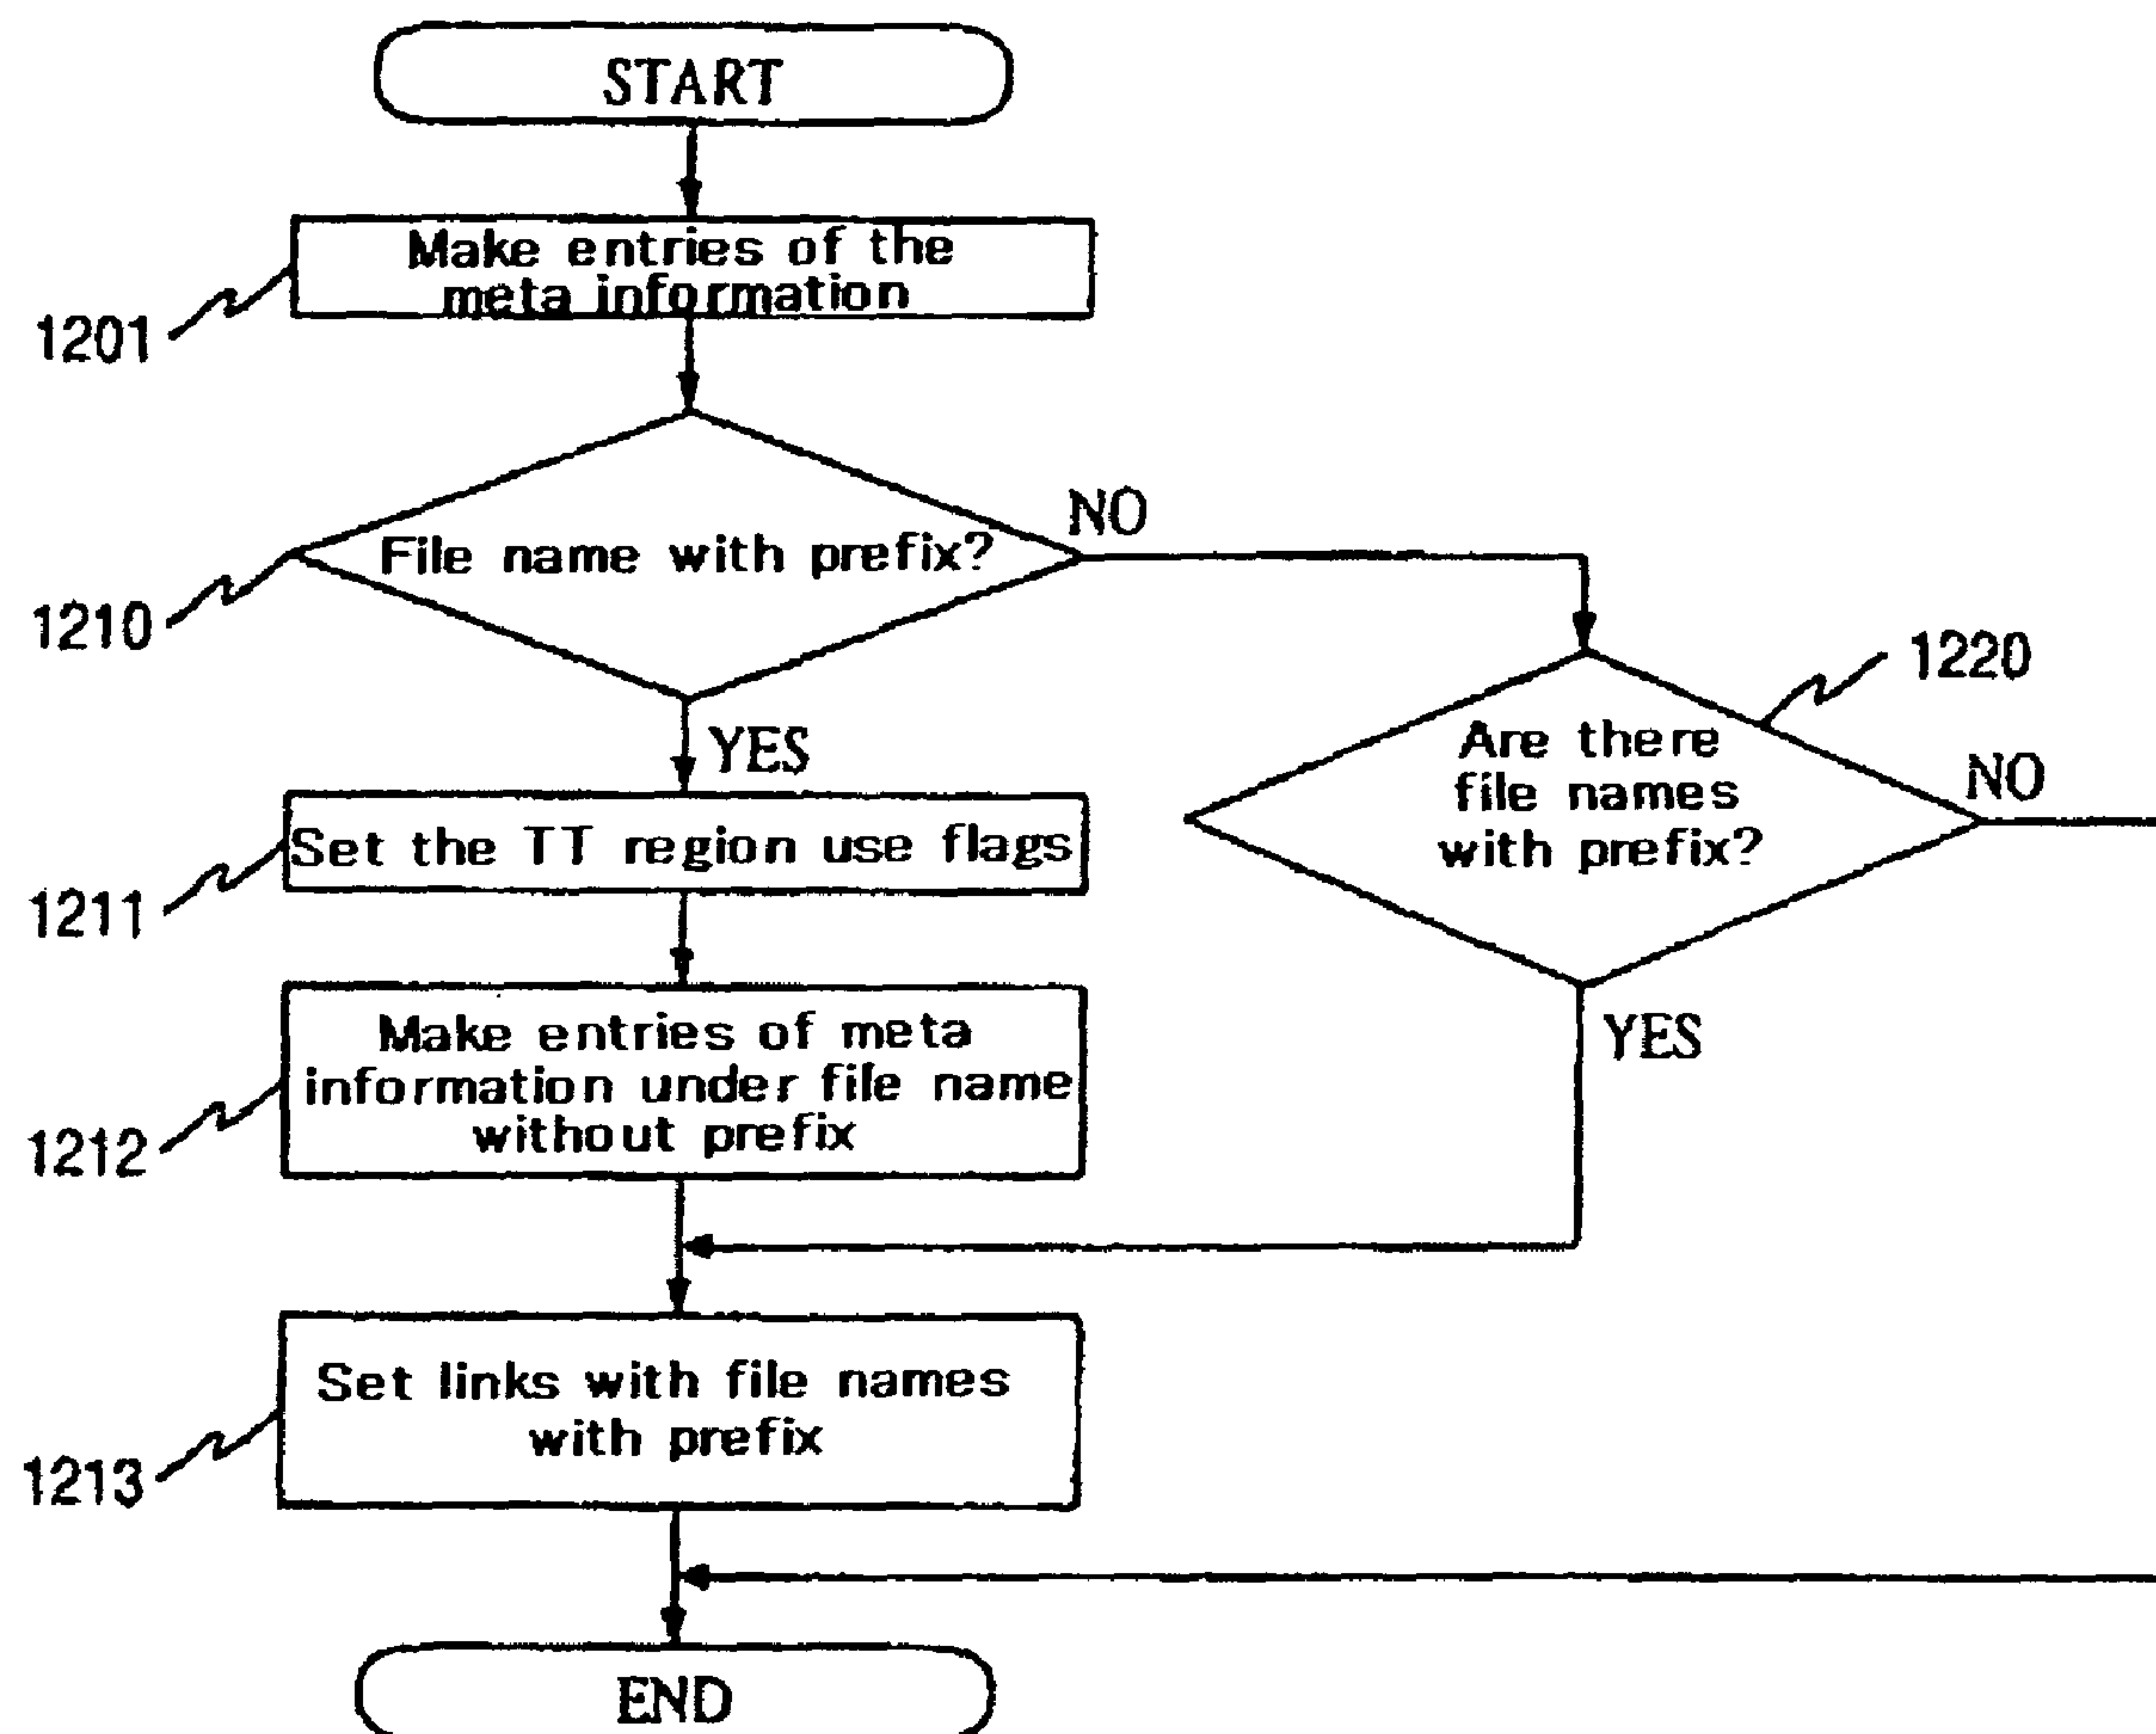 START
Make entries of the
meta information
1201
File name with prefix?
NO
1210
YES
1220
Are there
file names
with prefix?
NO
YES
Set the TT region use flags
1211
Make entries of meta
information under file name
without prefix
1212
Set links with file names
with prefix
1213
END